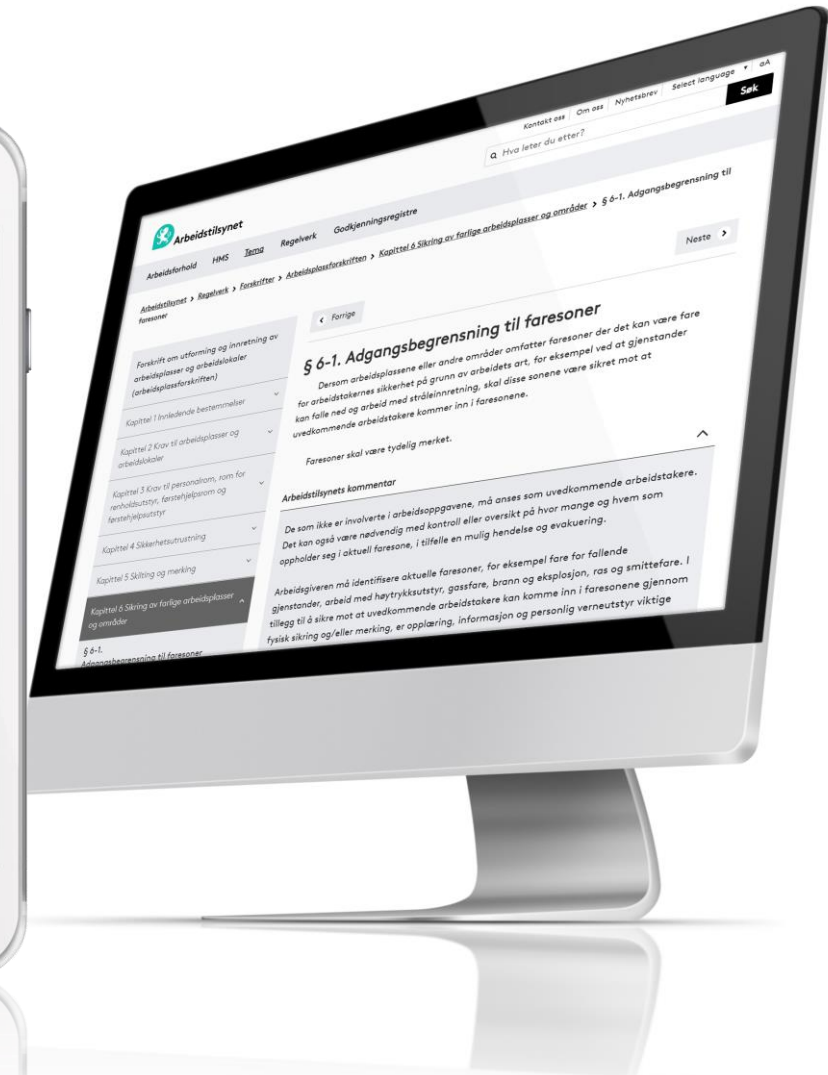 Kontakt oss Om oss Nyhetsbrev Select language aA
Hva leter du etter? Søk
Arbeidstilsynet
Arbeidsforhold HMS Tema Regelverk Godkjenningsregistre
Arbeidstilsynet > Regelverk > Forskrifter > Arbeidsplassforskriften > Kapittel 6 Sikring av farlige arbeidsplasser og områder > § 6-1. Adgangsbegrensning til
faresoner
Forskrift om utforming og innretning av
arbeidsplasser og arbeidslokaler
(arbeidsplassforskriften)
Kapittel 1 Innledende bestemmelser
Kapittel 2 Krav til arbeidsplasser og
arbeidslokaler
Kapittel 3 Krav til personalrom, rom for
renholdsutstyr, førstehjelpsrom og
førstehjelpsutstyr
Kapittel 4 Sikkerhetsutrustning
Kapittel 5 Skilting og merking
Kapittel 6 Sikring av farlige arbeidsplasser
og områder
§ 6-1.
Adgangsbegrensning til faresoner
< Forrige
Neste >
§ 6-1. Adgangsbegrensning til faresoner
Dersom arbeidsplassene eller andre områder omfatter faresoner der det kan være fare
for arbeidstakernes sikkerhet på grunn av arbeidets art, for eksempel ved at gjenstander
kan falle ned og arbeid med stråleinnretning, skal disse sonene være sikret mot at
uvedkommende arbeidstakere kommer inn i faresonene.
Faresoner skal være tydelig merket.
Arbeidstilsynets kommentar
De som ikke er involverte i arbeidsoppgavene, må anses som uvedkommende arbeidstakere.
Det kan også være nødvendig med kontroll eller oversikt på hvor mange og hvem som
oppholder seg i aktuell faresone, i tilfelle en mulig hendelse og evakuering.
Arbeidsgiveren må identifisere aktuelle faresoner, for eksempel fare for fallende
gjenstander, arbeid med høytrykksutstyr, gassfare, brann og eksplosjon, ras og smittefare. I
tillegg til å sikre mot at uvedkommende arbeidstakere kan komme inn i faresonene gjennom
fysisk sikring og/eller merking, er opplæring, informasjon og personlig verneutstyr viktige